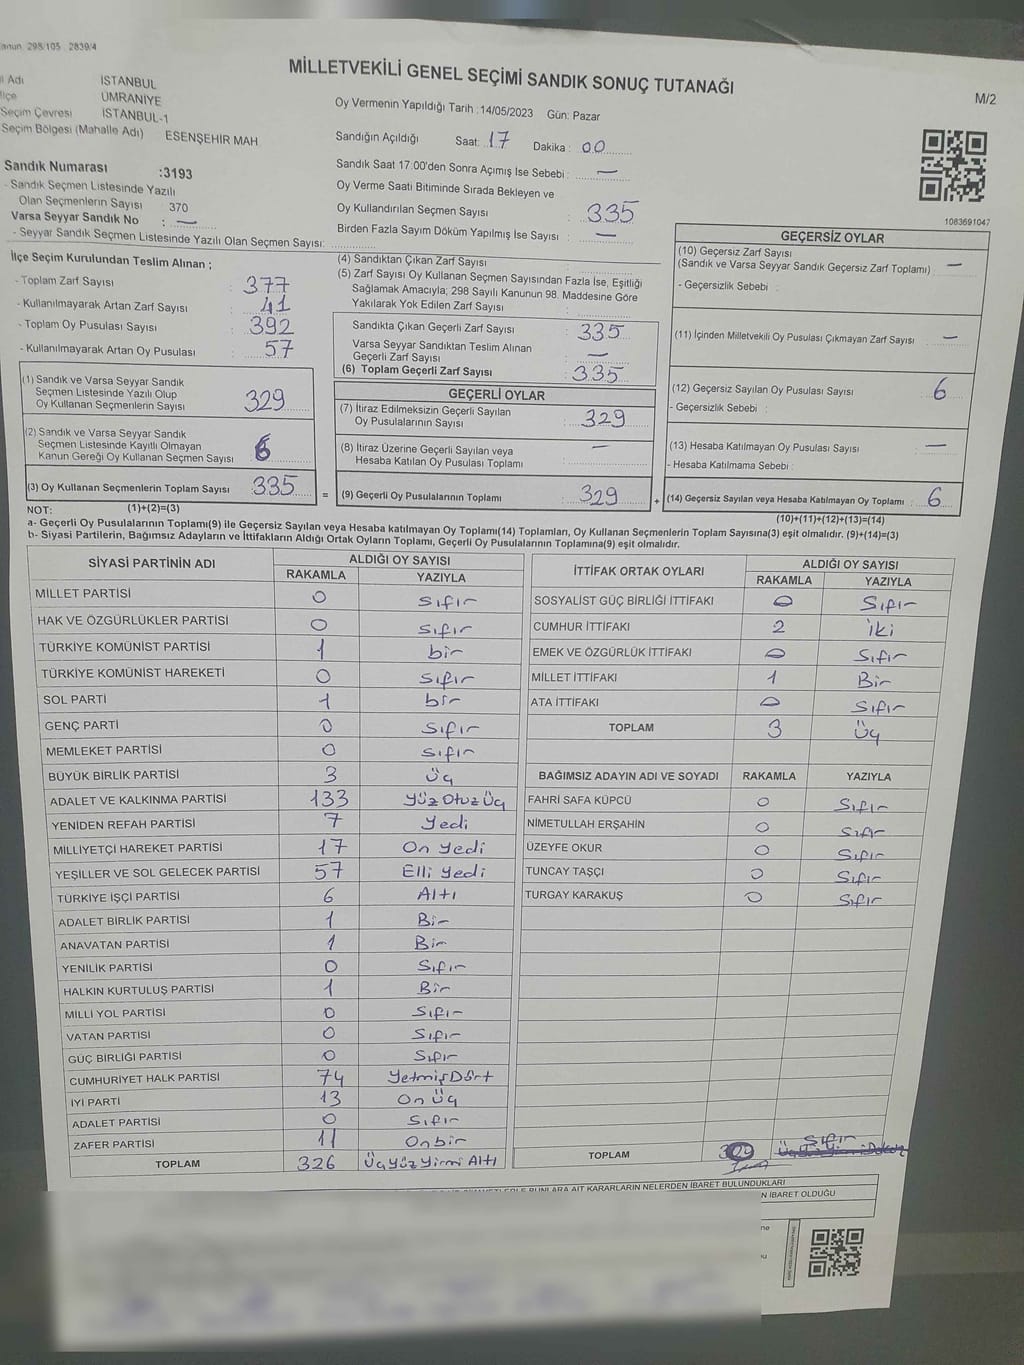 anun 298/105 2839/4
MİLLETVEKİLİ GENEL SEÇİMİ SANDIK SONUÇ TUTANAĞI
M/2
l Adı İSTANBUL
lçe ÜMRANİYE
Seçim Çevresi İSTANBUL-1
Seçim Bölgesi (Mahalle Adı) ESENŞEHİR MAH.
Sandık Numarası :3193
- Sandık Seçmen Listesinde Yazılı
Olan Seçmenlerin Sayısı : 370
Varsa Seyyar Sandık No : —
- Seyyar Sandık Seçmen Listesinde Yazılı Olan Seçmen Sayısı:
Oy Vermenin Yapıldığı Tarih :14/05/2023 Gün: Pazar
Sandığın Açıldığı Saat: 17 Dakika : 00
Sandık Saat 17:00'den Sonra Açımış İse Sebebi : —
Oy Verme Saati Bitiminde Sırada Bekleyen ve
Oy Kullandırılan Seçmen Sayısı : 335
Birden Fazla Sayım Döküm Yapılmış İse Sayısı : —
1083691047
İlçe Seçim Kurulundan Teslim Alınan ;
- Toplam Zarf Sayısı : 377
- Kullanılmayarak Artan Zarf Sayısı : 41
- Toplam Oy Pusulası Sayısı : 392
- Kullanılmayarak Artan Oy Pusulası : 57
(1) Sandık ve Varsa Seyyar Sandık
Seçmen Listesinde Yazılı Olup
Oy Kullanan Seçmenlerin Sayısı 329
(2) Sandık ve Varsa Seyyar Sandık
Seçmen Listesinde Kayıtlı Olmayan
Kanun Gereği Oy Kullanan Seçmen Sayısı 6
(3) Oy Kullanan Seçmenlerin Toplam Sayısı 335
(4) Sandıktan Çıkan Zarf Sayısı :
(5) Zarf Sayısı Oy Kullanan Seçmen Sayısından Fazla İse, Eşitliği
Sağlamak Amacıyla; 298 Sayılı Kanunun 98. Maddesine Göre
Yakılarak Yok Edilen Zarf Sayısı :
Sandıkta Çıkan Geçerli Zarf Sayısı : 335
Varsa Seyyar Sandıktan Teslim Alınan
Geçerli Zarf Sayısı : —
(6) Toplam Geçerli Zarf Sayısı : 335
GEÇERLİ OYLAR
(7) İtiraz Edilmeksizin Geçerli Sayılan
Oy Pusulalarının Sayısı : 329
(8) İtiraz Üzerine Geçerli Sayılan veya —
Hesaba Katılan Oy Pusulası Toplamı :
= (9) Geçerli Oy Pusulalarının Toplamı : 329 +
GEÇERSİZ OYLAR
(10) Geçersiz Zarf Sayısı
(Sandık ve Varsa Seyyar Sandık Geçersiz Zarf Toplamı) : —
- Geçersizlik Sebebi :
(11) İçinden Milletvekili Oy Pusulası Çıkmayan Zarf Sayısı : —
(12) Geçersiz Sayılan Oy Pusulası Sayısı : 6
- Geçersizlik Sebebi :
(13) Hesaba Katılmayan Oy Pusulası Sayısı : —
- Hesaba Katılmama Sebebi :
(14) Geçersiz Sayılan veya Hesaba Katılmayan Oy Toplamı : 6
NOT: (1)+(2)=(3)
(10)+(11)+(12)+(13)=(14)
a- Geçerli Oy Pusulalarının Toplamı(9) ile Geçersiz Sayılan veya Hesaba katılmayan Oy Toplamı(14) Toplamları, Oy Kullanan Seçmenlerin Toplam Sayısına(3) eşit olmalıdır. (9)+(14)=(3)
b- Siyasi Partilerin, Bağımsız Adayların ve İttifakların Aldığı Ortak Oyların Toplamı, Geçerli Oy Pusulalarının Toplamına(9) eşit olmalıdır.
SİYASİ PARTİNİN ADI ALDIĞI OY SAYISI
RAKAMLA YAZIYLA
MİLLET PARTİSİ 0 Sıfır
HAK VE ÖZGÜRLÜKLER PARTİSİ 0 Sıfır
TÜRKİYE KOMÜNİST PARTİSİ 1 bir
TÜRKİYE KOMÜNİST HAREKETİ 0 Sıfır
SOL PARTİ 1 bir
GENÇ PARTİ 0 Sıfır
MEMLEKET PARTİSİ 0 Sıfır
BÜYÜK BİRLİK PARTİSİ 3 Üç
ADALET VE KALKINMA PARTİSİ 133 Yüz Otuz Üç
YENİDEN REFAH PARTİSİ 7 Yedi
MİLLİYETÇİ HAREKET PARTİSİ 17 On Yedi
YEŞİLLER VE SOL GELECEK PARTİSİ 57 Elli Yedi
TÜRKİYE İŞÇİ PARTİSİ 6 Altı
ADALET BİRLİK PARTİSİ 1 Bir
ANAVATAN PARTİSİ 1 Bir
YENİLİK PARTİSİ 0 Sıfır
HALKIN KURTULUŞ PARTİSİ 1 Bir
MİLLİ YOL PARTİSİ 0 Sıfır
VATAN PARTİSİ 0 Sıfır
GÜÇ BİRLİĞİ PARTİSİ 0 Sıfır
CUMHURİYET HALK PARTİSİ 74 Yetmiş Dört
İYİ PARTİ 13 On Üç
ADALET PARTİSİ 0 Sıfır
ZAFER PARTİSİ 11 Onbir
TOPLAM 326 Üç Yüz Yirmi Altı
İTTİFAK ORTAK OYLARI ALDIĞI OY SAYISI
RAKAMLA YAZIYLA
SOSYALİST GÜÇ BİRLİĞİ İTTİFAKI 0 Sıfır
CUMHUR İTTİFAKI 2 İki
EMEK VE ÖZGÜRLÜK İTTİFAKI 0 Sıfır
MİLLET İTTİFAKI 1 Bir
ATA İTTİFAKI 0 Sıfır
TOPLAM 3 Üç
BAĞIMSIZ ADAYIN ADI VE SOYADI RAKAMLA YAZIYLA
FAHRİ SAFA KÜPCÜ 0 Sıfır
NİMETULLAH ERŞAHİN 0 Sıfır
ÜZEYFE OKUR 0 Sıfır
TUNCAY TAŞÇI 0 Sıfır
TURGAY KARAKUŞ 0 Sıfır
TOPLAM Sıfır
BUNLARA AİT KARARLARIN NELERDEN İBARET BULUNDUKLARI
N İBARET OLDUĞU